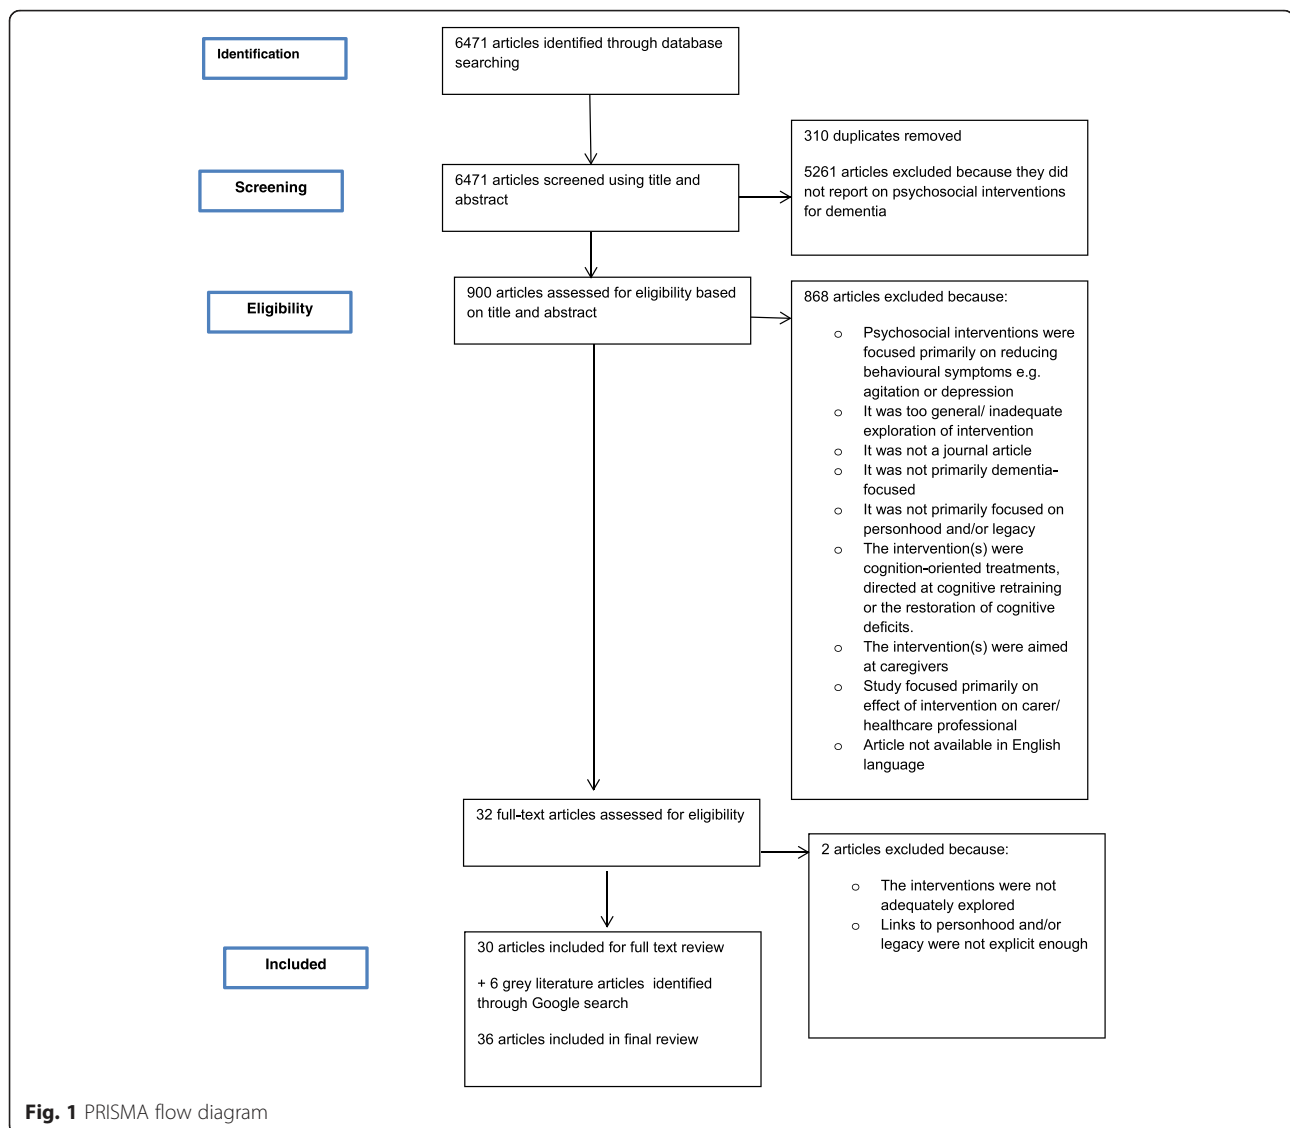 Identification
6471 articles identified through database
searching
310 duplicates removed
5261 articles excluded because they did
not report on psychosocial interventions
for dementia
Screening
6471 articles screened using title and
abstract
Eligibility
900 articles assessed for eligibility based
on title and abstract
868 articles excluded because:
o Psychosocial interventions were
focused primarily on reducing
behavioural symptoms e.g.
agitation or depression
o It was too general/ inadequate
exploration of intervention
o It was not a journal article
o It was not primarily dementia-
focused
o It was not primarily focused on
personhood and/or legacy
o The intervention(s) were
cognition-oriented treatments,
directed at cognitive retraining
or the restoration of cognitive
deficits.
o The intervention(s) were aimed
at caregivers
o Study focused primarily on
effect of intervention on carer/
healthcare professional
o Article not available in English
language
32 full-text articles assessed for eligibility
2 articles excluded because:
o The interventions were not
adequately explored
o Links to personhood and/or
legacy were not explicit enough
Included
30 articles included for full text review
+ 6 grey literature articles identified
through Google search
36 articles included in final review
Fig. 1 PRISMA flow diagram